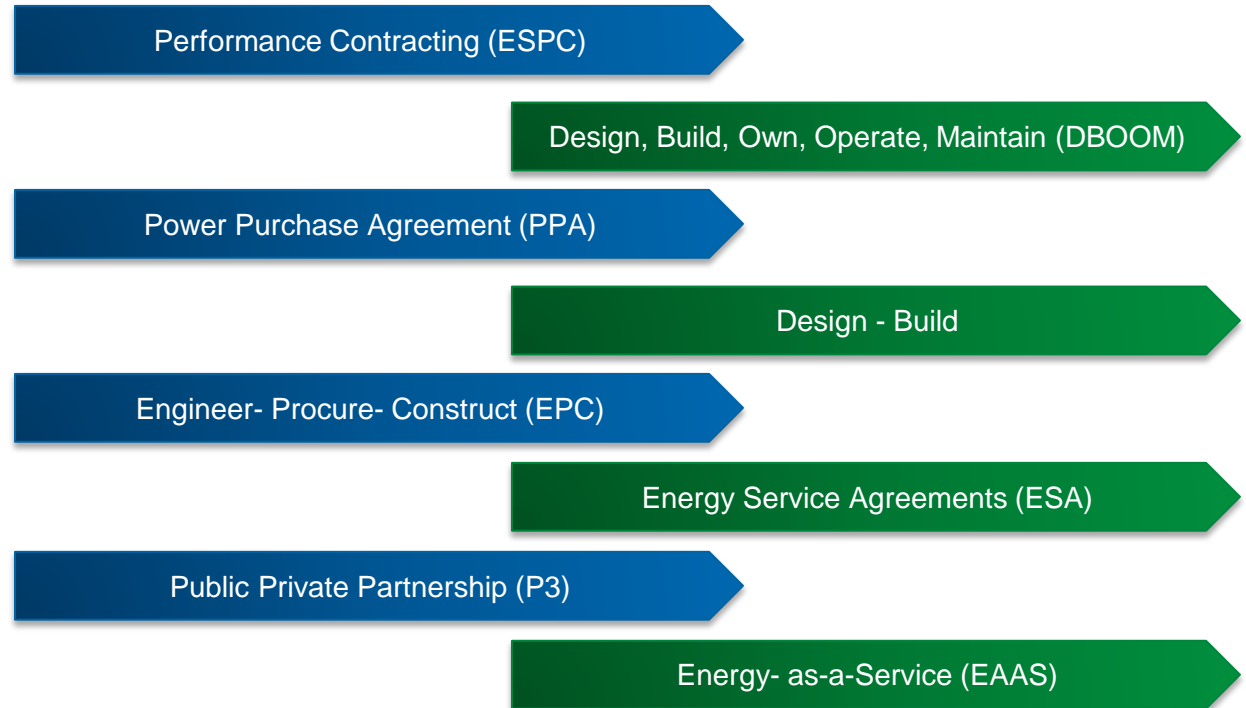 Performance Contracting (ESPC)
Design, Build, Own, Operate, Maintain (DBOOM)
Power Purchase Agreement (PPA)
Design - Build
Engineer- Procure- Construct (EPC)
Energy Service Agreements (ESA)
Public Private Partnership (P3)
Energy- as-a-Service (EAAS)